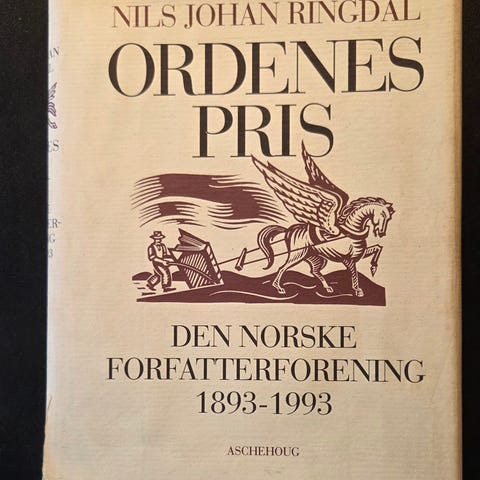 NILS JOHAN RINGDAL
ORDENES
PRIS
DEN NORSKE
FORFATTERFORENING
1893-1993
ASCHEHOUG